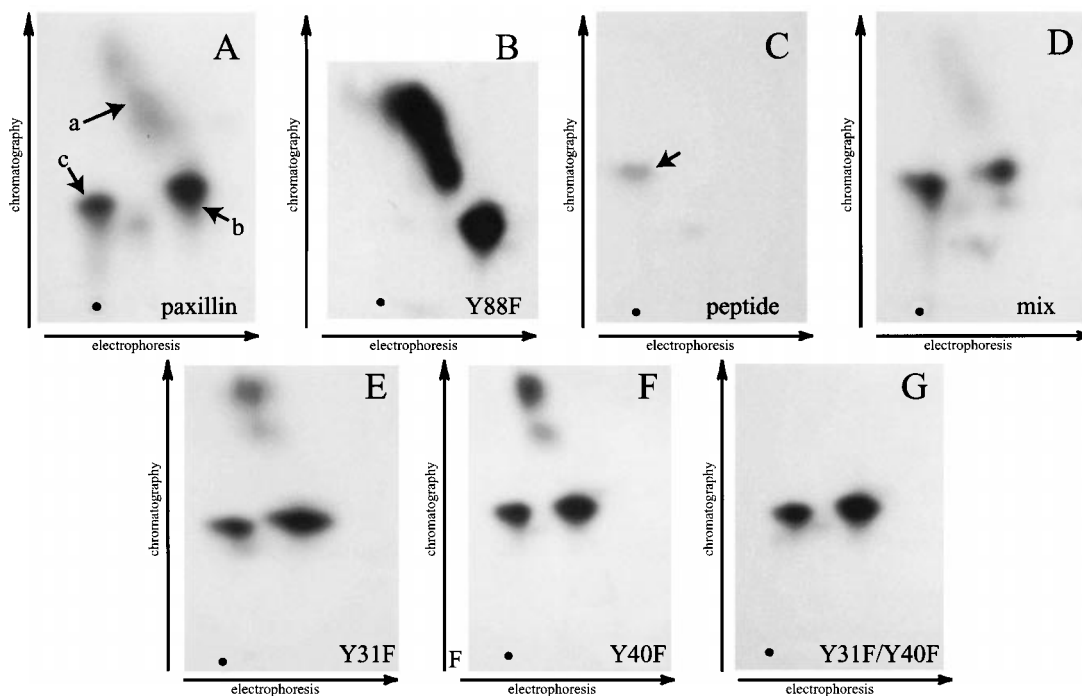 A
B
C
D
a
c
b
paxillin
Y88F
peptide
mix
chromatography
chromatography
chromatography
chromatography
electrophoresis
electrophoresis
electrophoresis
electrophoresis
E
F
G
chromatography
chromatography
chromatography
Y31F
F
Y40F
Y31F/Y40F
electrophoresis
electrophoresis
electrophoresis